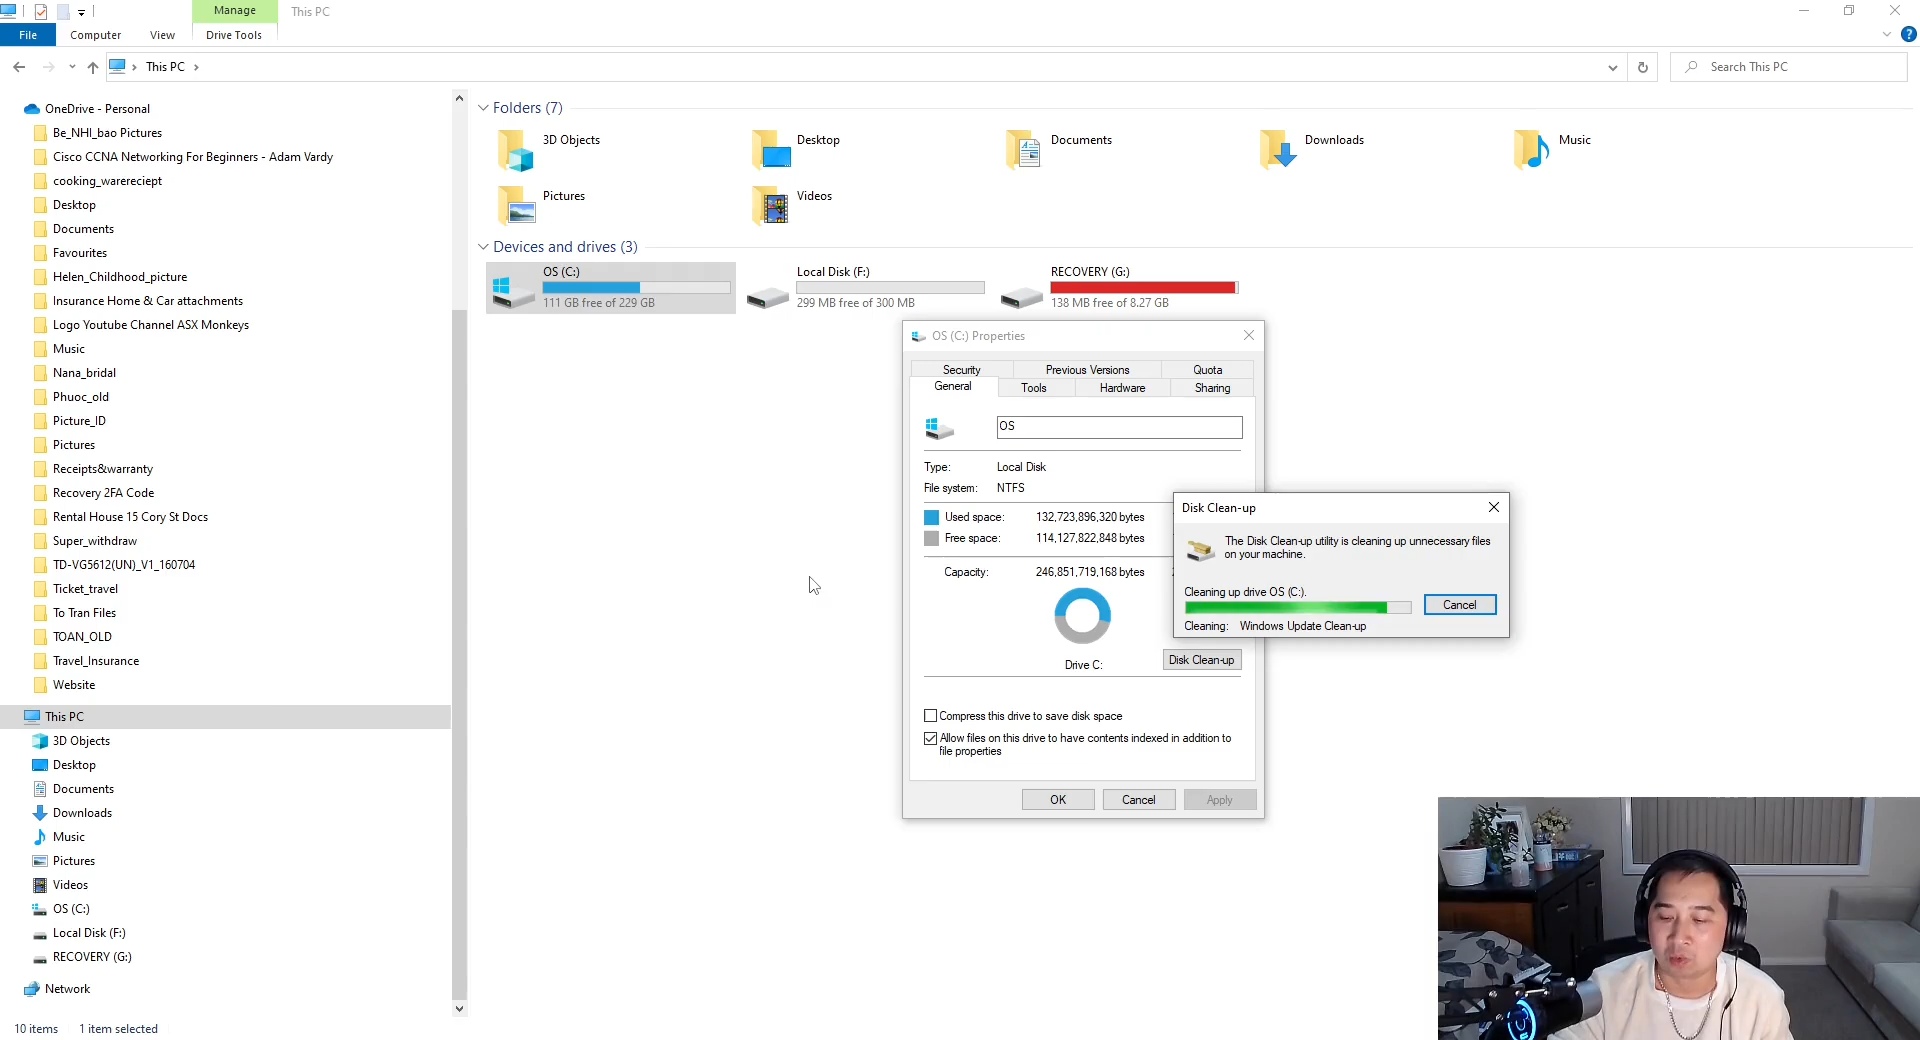 Manage
This PC
File
Computer
View
Drive Tools
This PC
Search This PC
OneDrive - Personal
Be_NHI_bao Pictures
Cisco CCNA Networking For Beginners - Adam Vardy
cooking_warereciept
Desktop
Documents
Favourites
Helen_Childhood_picture
Insurance Home & Car attachments
Logo Youtube Channel ASX Monkeys
Music
Nana_bridal
Phuoc_old
Picture_ID
Pictures
Receipts&warranty
Recovery 2FA Code
Rental House 15 Cory St Docs
Super_withdraw
TD-VG5612(UN)_V1_160704
Ticket_travel
To Tran Files
TOAN_OLD
Travel_Insurance
Website
This PC
3D Objects
Desktop
Documents
Downloads
Music
Pictures
Videos
OS (C:)
Local Disk (F:)
RECOVERY (G:)
Network
10 items
1 item selected
Folders (7)
3D Objects
Desktop
Documents
Downloads
Music
Pictures
Videos
Devices and drives (3)
OS (C:)
111 GB free of 229 GB
Local Disk (F:)
299 MB free of 300 MB
RECOVERY (G:)
138 MB free of 8.27 GB
OS (C:) Properties
Security
Previous Versions
Quota
General
Tools
Hardware
Sharing
OS
Type: Local Disk
File system: NTFS
Used space: 132,723,896,320 bytes
Free space: 114,127,822,848 bytes
Capacity: 246,851,719,168 bytes
Drive C:
Disk Clean-up
Compress this drive to save disk space
Allow files on this drive to have contents indexed in addition to
file properties
OK
Cancel
Apply
Disk Clean-up
The Disk Clean-up utility is cleaning up unnecessary files
on your machine.
Cleaning up drive OS (C:).
Cancel
Cleaning: Windows Update Clean-up